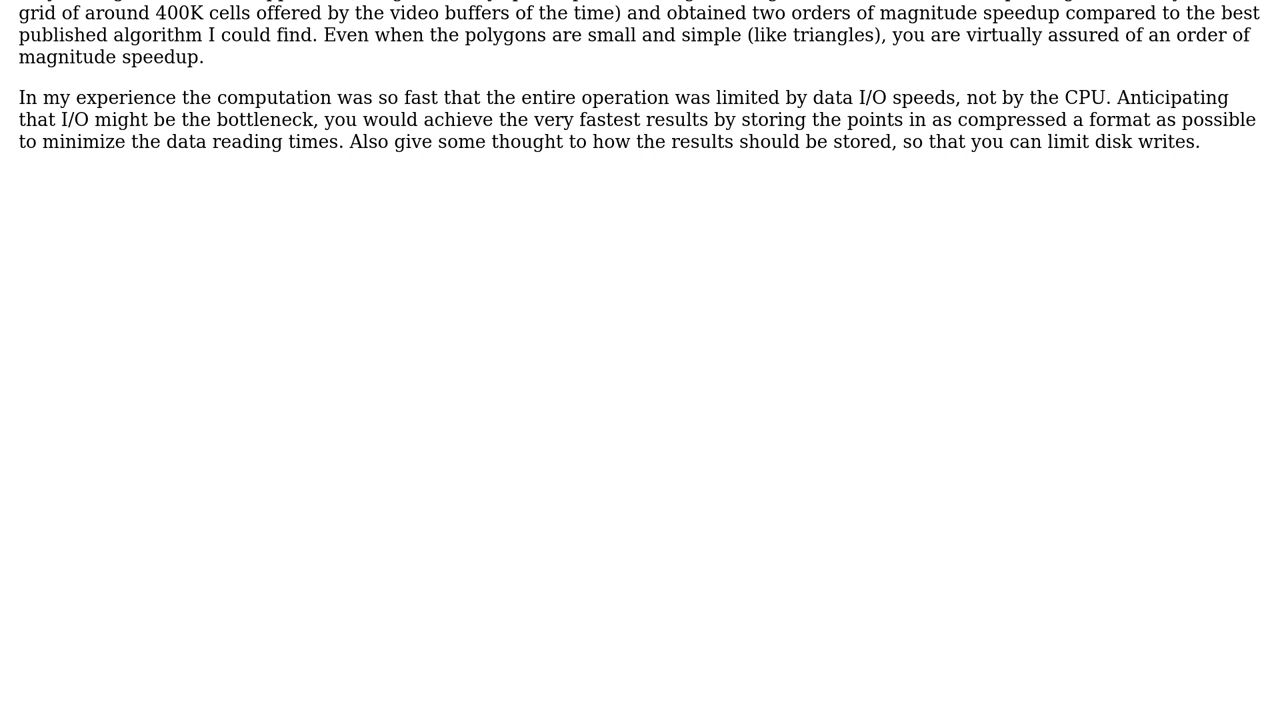 grid of around 400K cells offered by the video buffers of the time) and obtained two orders of magnitude speedup compared to the best
published algorithm I could find. Even when the polygons are small and simple (like triangles), you are virtually assured of an order of
magnitude speedup.
In my experience the computation was so fast that the entire operation was limited by data I/O speeds, not by the CPU. Anticipating
that I/O might be the bottleneck, you would achieve the very fastest results by storing the points in as compressed a format as possible
to minimize the data reading times. Also give some thought to how the results should be stored, so that you can limit disk writes.